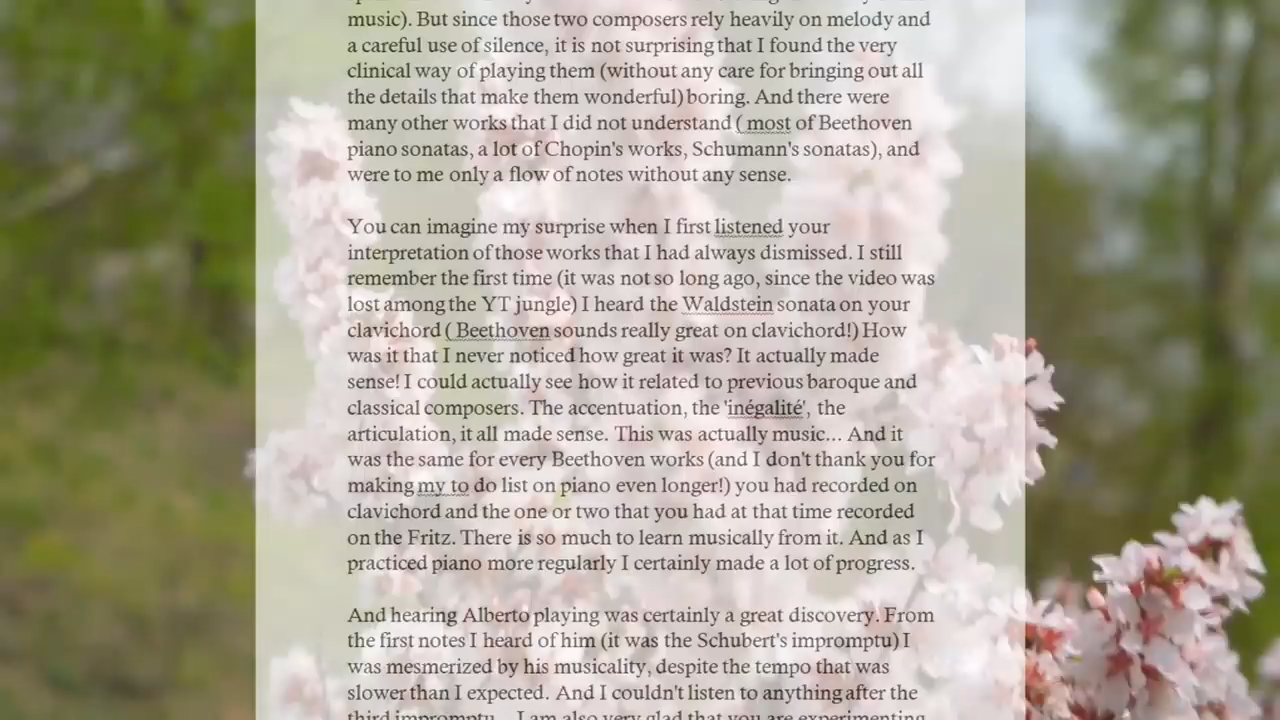 music). But since those two composers rely heavily on melody and
a careful use of silence, it is not surprising that I found the very
clinical way of playing them (without any care for bringing out all
the details that make them wonderful) boring. And there were
many other works that I did not understand ( most of Beethoven
piano sonatas, a lot of Chopin's works, Schumann's sonatas), and
were to me only a flow of notes without any sense.
You can imagine my surprise when I first listened your
interpretation of those works that I had always dismissed. I still
remember the first time (it was not so long ago, since the video was
lost among the YT jungle) I heard the Waldstein sonata on your
clavichord ( Beethoven sounds really great on clavichord!) How
was it that I never noticed how great it was? It actually made
sense! I could actually see how it related to previous baroque and
classical composers. The accentuation, the 'inégalité', the
articulation, it all made sense. This was actually music... And it
was the same for every Beethoven works (and I don't thank you for
making my to do list on piano even longer!) you had recorded on
clavichord and the one or two that you had at that time recorded
on the Fritz. There is so much to learn musically from it. And as I
practiced piano more regularly I certainly made a lot of progress.
And hearing Alberto playing was certainly a great discovery. From
the first notes I heard of him (it was the Schubert's impromptu) I
was mesmerized by his musicality, despite the tempo that was
slower than I expected. And I couldn't listen to anything after the
third impromptu... I am also very glad that you are experimenting